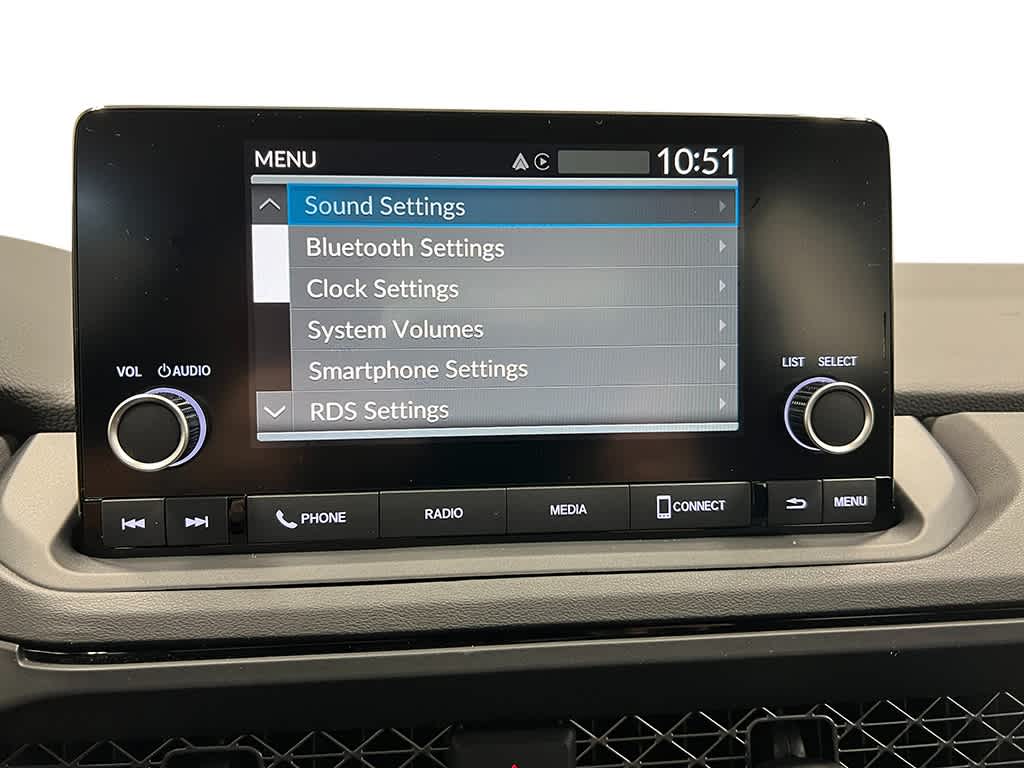 MENU 10:51
Sound Settings
Bluetooth Settings
Clock Settings
System Volumes
Smartphone Settings
RDS Settings
VOL AUDIO
LIST SELECT
PHONE RADIO MEDIA CONNECT MENU